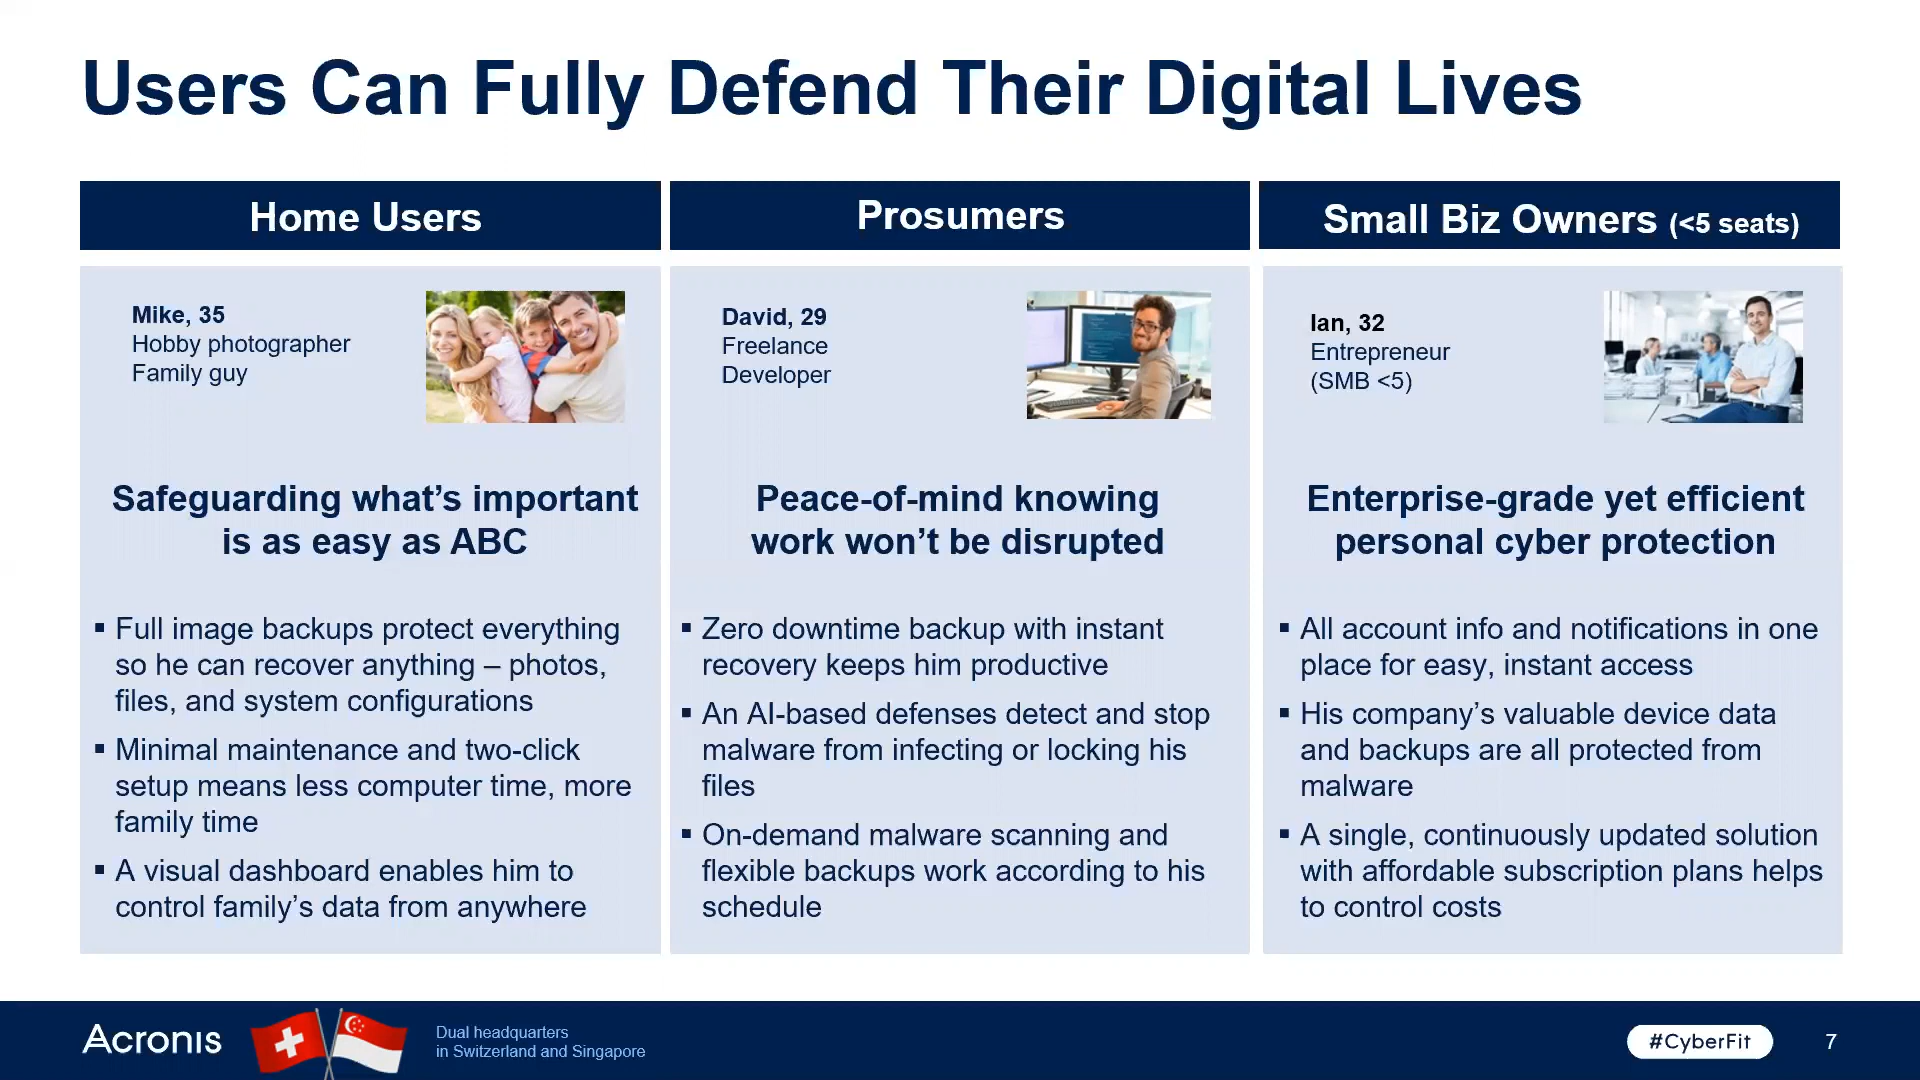 Users Can Fully Defend Their Digital Lives
Home Users
Mike, 35
Hobby photographer
Family guy
Safeguarding what’s important
is as easy as ABC
▪ Full image backups protect everything
so he can recover anything – photos,
files, and system configurations
▪ Minimal maintenance and two-click
setup means less computer time, more
family time
▪ A visual dashboard enables him to
control family’s data from anywhere
Prosumers
David, 29
Freelance
Developer
Peace-of-mind knowing
work won’t be disrupted
▪ Zero downtime backup with instant
recovery keeps him productive
▪ An AI-based defenses detect and stop
malware from infecting or locking his
files
▪ On-demand malware scanning and
flexible backups work according to his
schedule
Small Biz Owners (<5 seats)
Ian, 32
Entrepreneur
(SMB <5)
Enterprise-grade yet efficient
personal cyber protection
▪ All account info and notifications in one
place for easy, instant access
▪ His company’s valuable device data
and backups are all protected from
malware
▪ A single, continuously updated solution
with affordable subscription plans helps
to control costs
Acronis
Dual headquarters
in Switzerland and Singapore
#CyberFit
7